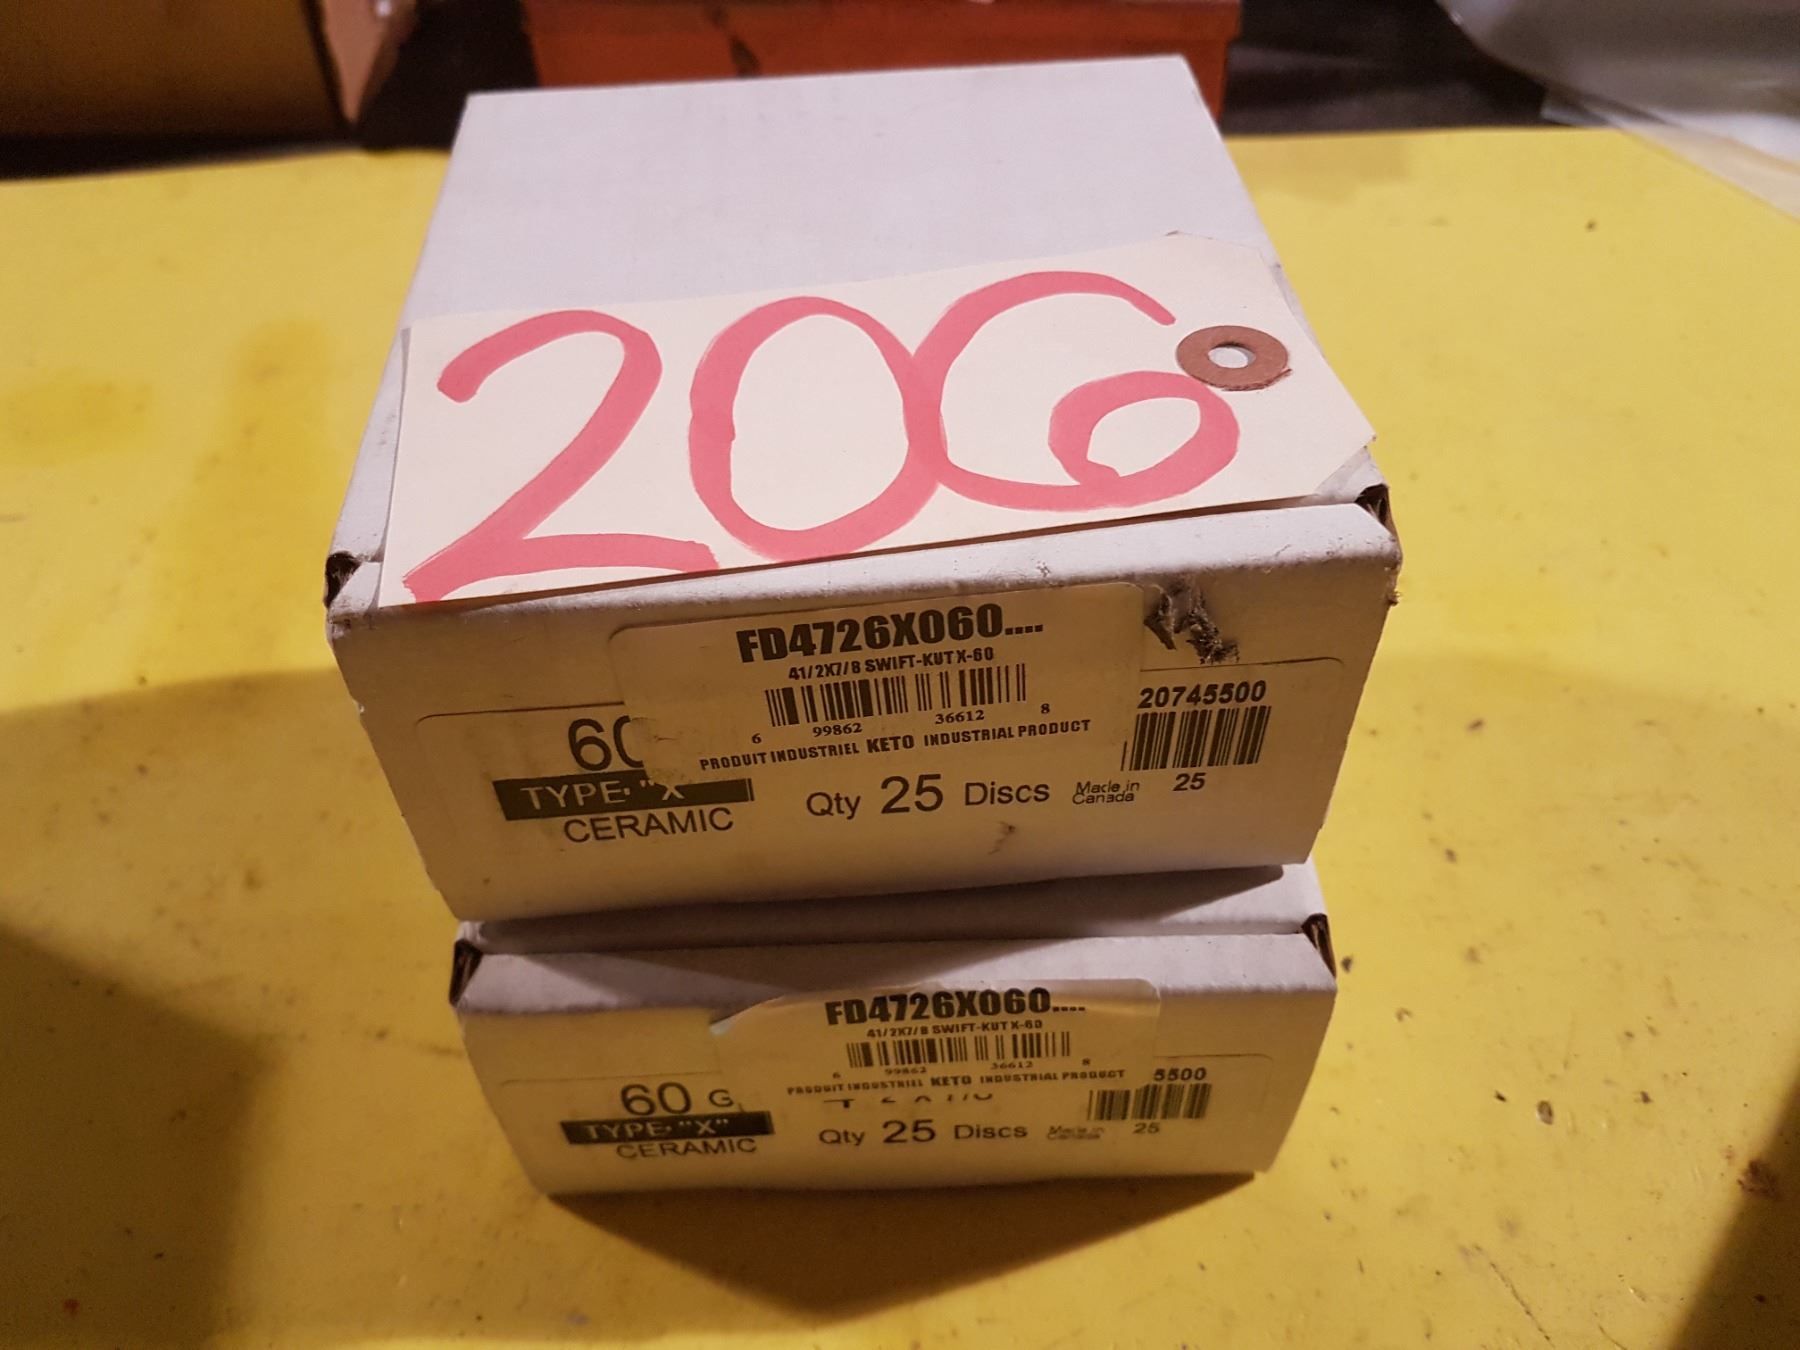 206
FD4726X060....
41/2X7/8 SWIFT-KUT X-60
6 99862 36612 8
PRODUIT INDUSTRIEL KETO INDUSTRIAL PRODUCT
20745500
25
60
TYPE "X"
CERAMIC
Qty 25 Discs
Made in
Canada
FD4726X060....
41/2X7/8 SWIFT-KUT X-60
6 99862 36612 8
PRODUIT INDUSTRIEL KETO INDUSTRIAL PRODUCT
5500
25
60 G
TYPE "X"
CERAMIC
Qty 25 Discs
Made in
Canada